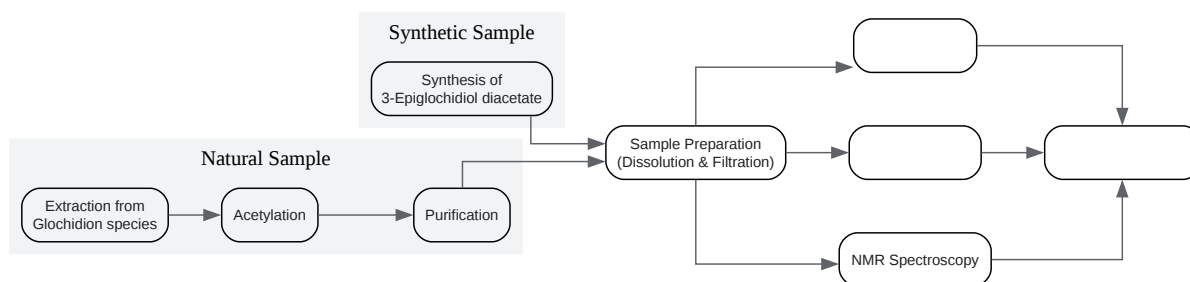 Synthetic Sample
Synthesis of
3-Epiglochidiol diacetate
Natural Sample
Extraction from
Glochidion species
Acetylation
Purification
Sample Preparation
(Dissolution & Filtration)
NMR Spectroscopy